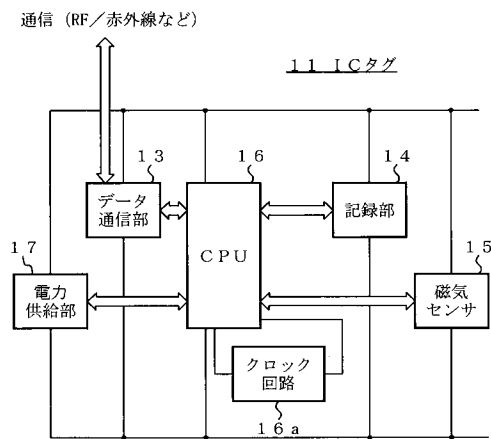 通信（RF／赤外線など）
１１ ＩＣタグ
１３
１６
１４
データ
通信部
ＣＰＵ
記録部
１７
１５
電力
供給部
磁気
センサ
クロック
回路
１６ａ